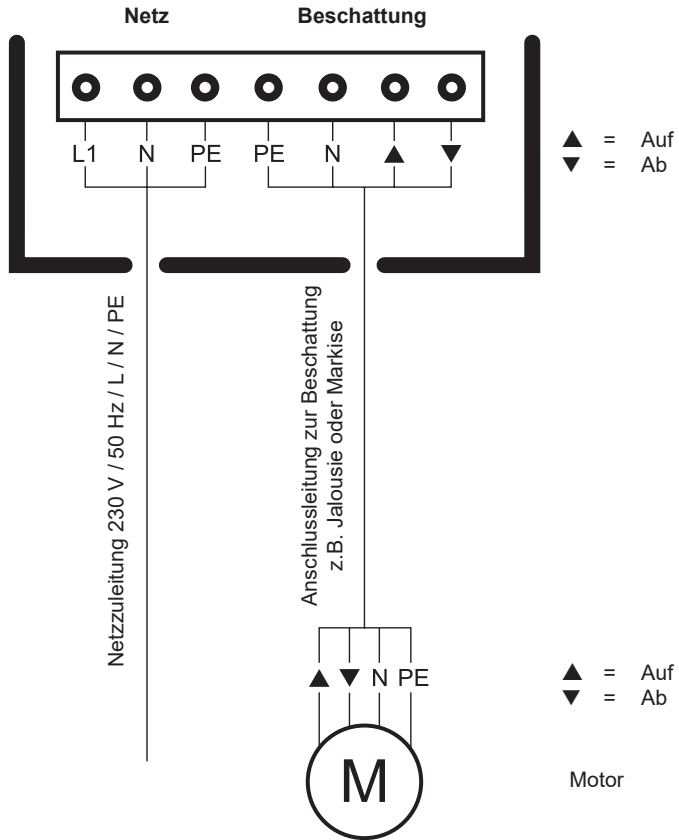 Netz Beschattung
L1 N PE PE N ▲ ▼
▲ = Auf
▼ = Ab
Netzzuleitung 230 V / 50 Hz / L / N / PE
Anschlussleitung zur Beschattung
z.B. Jalousie oder Markise
▲ ▼ N PE
▲ = Auf
▼ = Ab
M
Motor